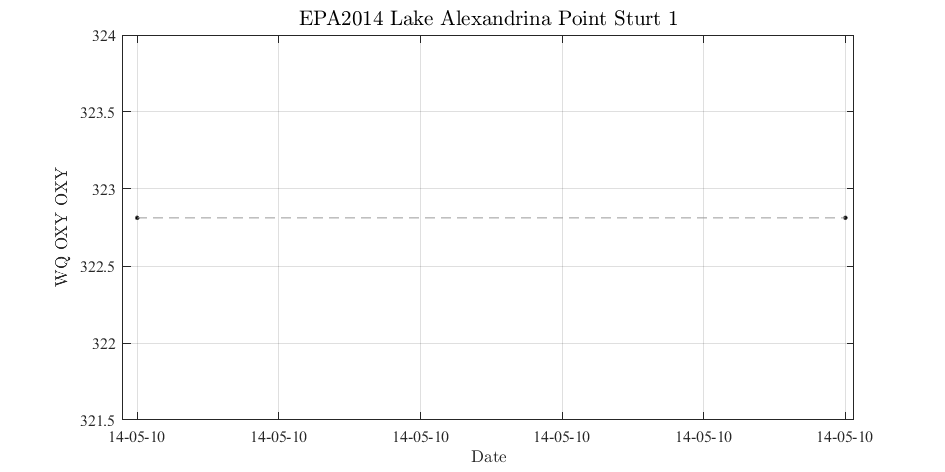 EPA2014 Lake Alexandrina Point Sturt 1
324
323.5
323
322.5
322
321.5
WQ OXY OXY
14-05-10 14-05-10 14-05-10 14-05-10 14-05-10 14-05-10
Date